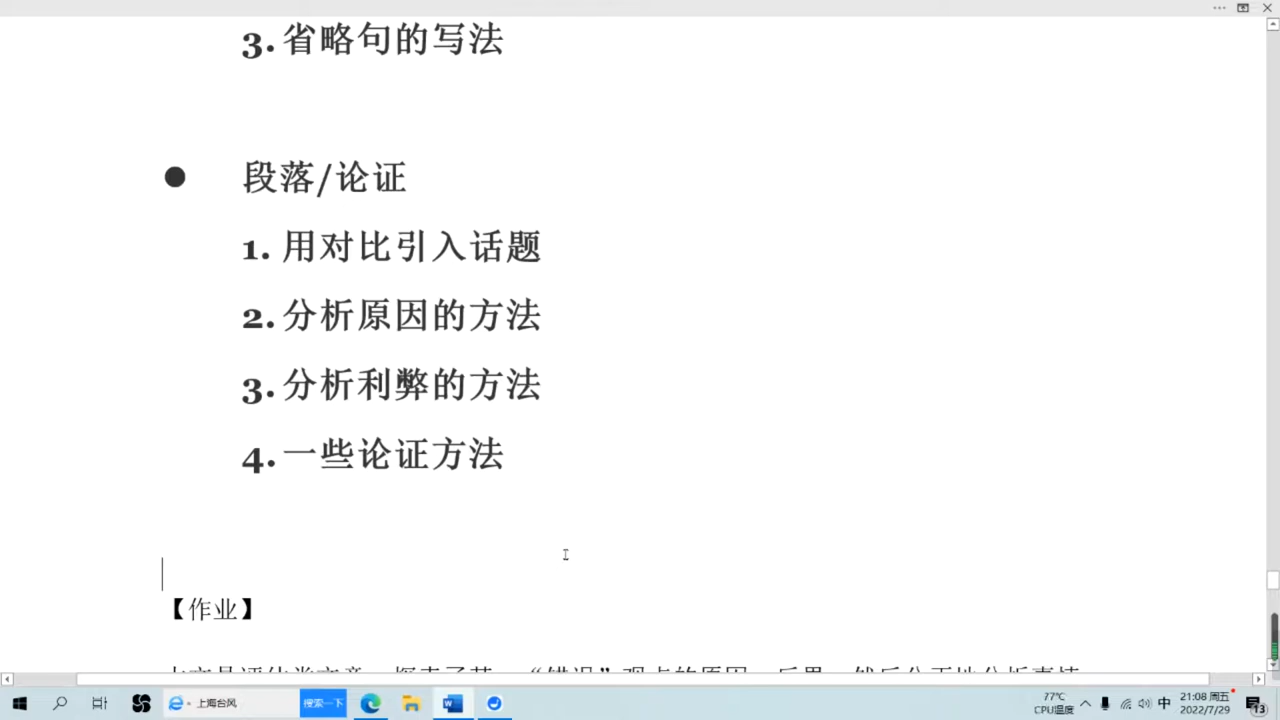 3. 省略句的写法
● 段落/论证
1. 用对比引入话题
2. 分析原因的方法
3. 分析利弊的方法
4. 一些论证方法
【作业】
上海台风
搜索一下
77℃
CPU温度
中
21:08 周五
2022/7/29
13